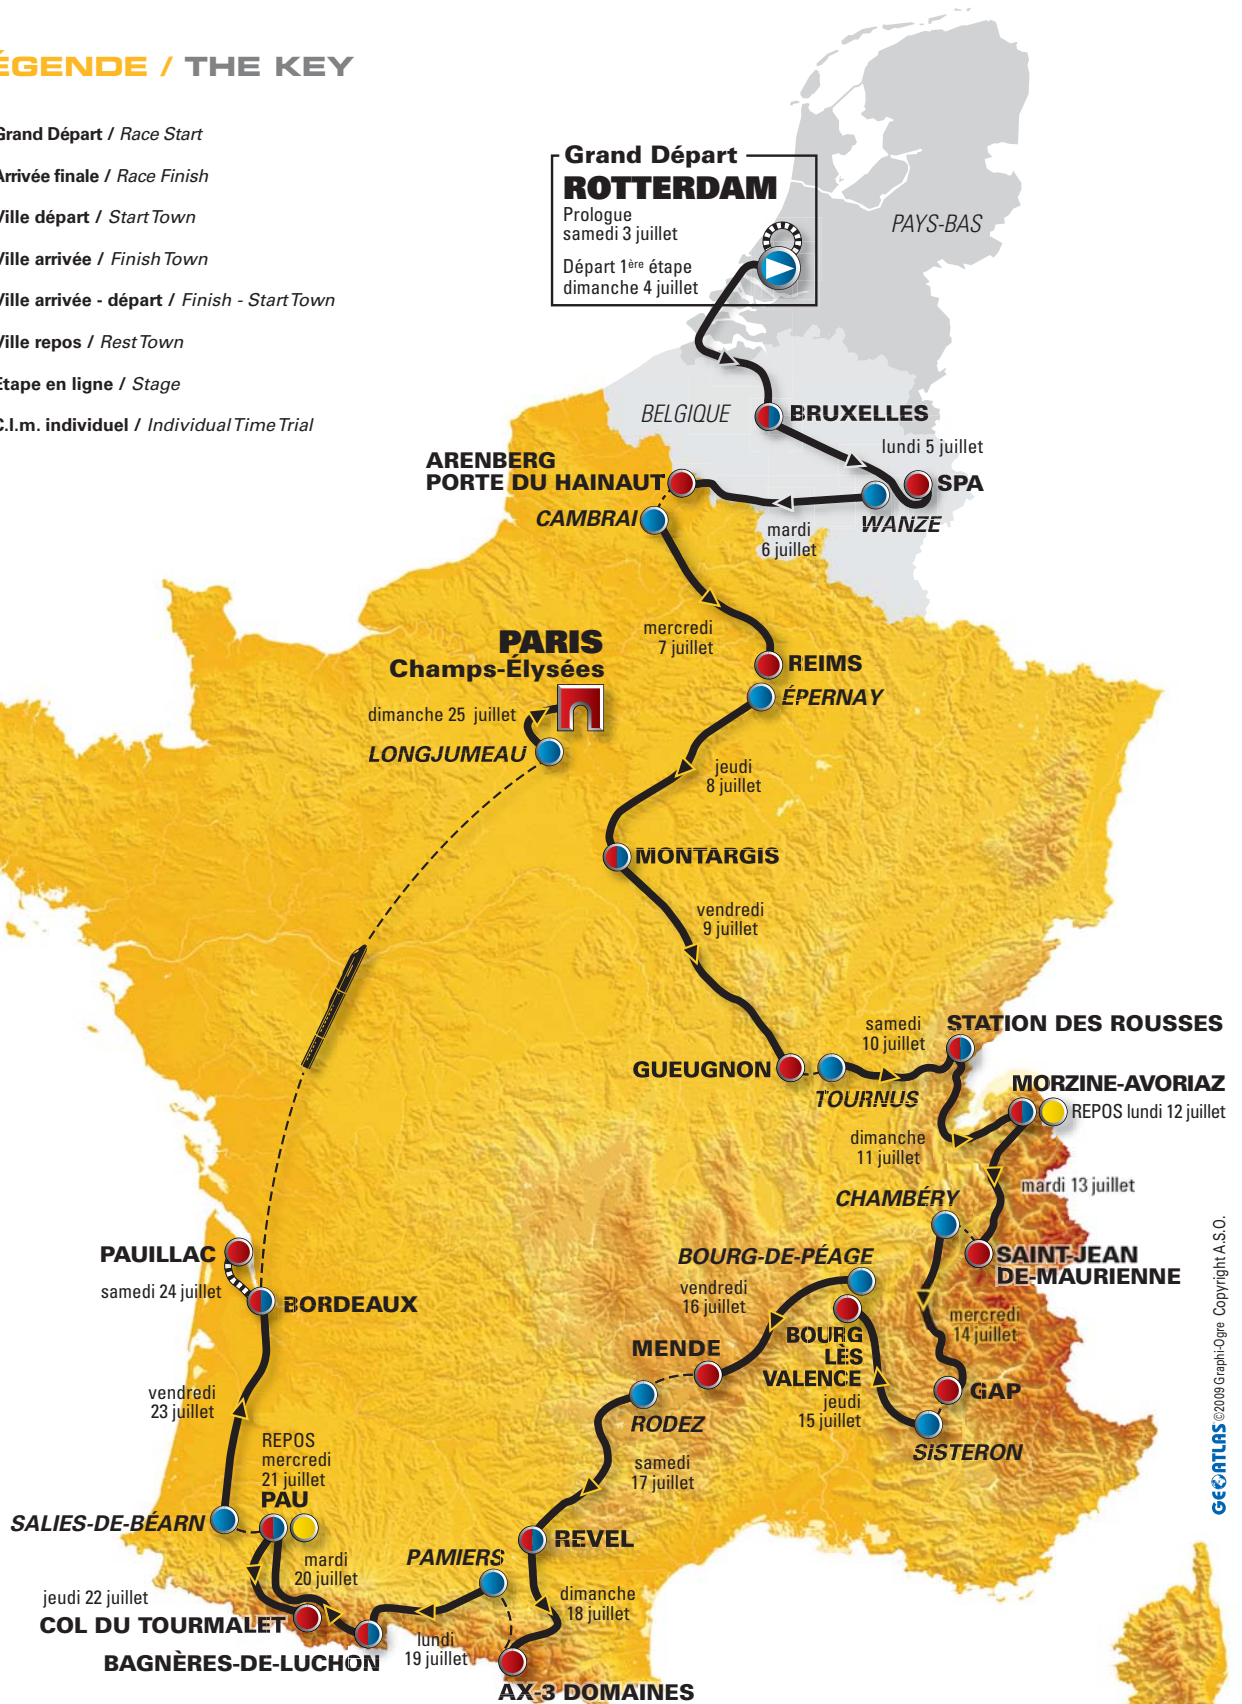 ÉGENDE / THE KEY
Grand Départ / Race Start
Arrivée finale / Race Finish
Ville départ / Start Town
Ville arrivée / Finish Town
Ville arrivée - départ / Finish - Start Town
Ville repos / Rest Town
Etape en ligne / Stage
C.l.m. individuel / Individual Time Trial
Grand Départ
ROTTERDAM
Prologue
samedi 3 juillet
Départ 1ère étape
dimanche 4 juillet
PAYS-BAS
BELGIQUE
BRUXELLES
lundi 5 juillet
SPA
WANZE
mardi
6 juillet
ARENBERG
PORTE DU HAINAUT
CAMBRAI
mercredi
7 juillet
REIMS
ÉPERNAY
PARIS
Champs-Élysées
dimanche 25 juillet
LONGJUMEAU
jeudi
8 juillet
MONTARGIS
vendredi
9 juillet
GUEUGNON
TOURNUS
samedi
10 juillet
STATION DES ROUSSES
MORZINE-AVORIAZ
REPOS lundi 12 juillet
dimanche
11 juillet
mardi 13 juillet
CHAMBÉRY
SAINT-JEAN
DE-MAURIENNE
mercredi
14 juillet
GAP
SISTERON
BOURG-DE-PÉAGE
vendredi
16 juillet
BOURG
LÈS
VALENCE
jeudi
15 juillet
MENDE
RODEZ
samedi
17 juillet
REVEL
dimanche
18 juillet
AX-3 DOMAINES
PAMIERS
lundi
19 juillet
BAGNÈRES-DE-LUCHON
mardi
20 juillet
REPOS
mercredi
21 juillet
PAU
jeudi 22 juillet
COL DU TOURMALET
SALIES-DE-BÉARN
vendredi
23 juillet
BORDEAUX
samedi 24 juillet
PAUILLAC
GEOATLAS ©2009 Graphi-Ogre Copyright A.S.O.